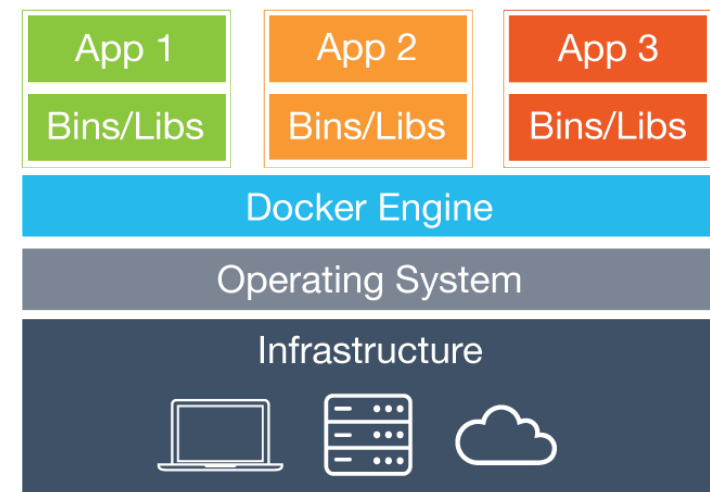 App 1
App 2
App 3
Bins/Libs
Bins/Libs
Bins/Libs
Docker Engine
Operating System
Infrastructure